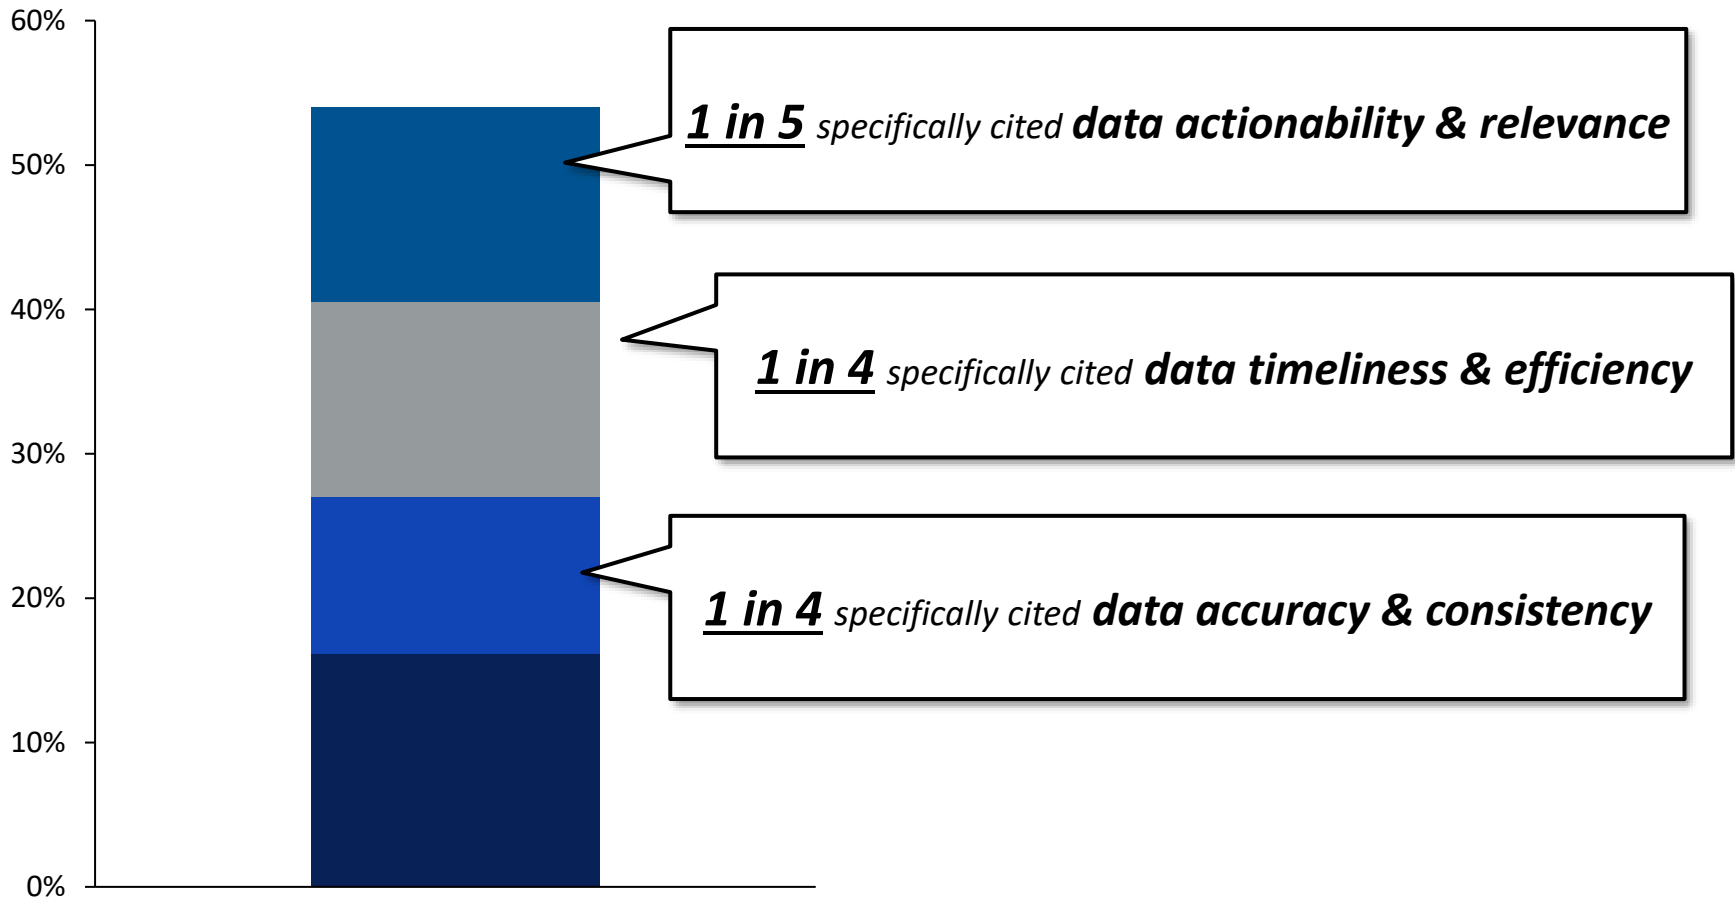 60%
1 in 5 specifically cited data actionability & relevance
50%
40%
1 in 4 specifically cited data timeliness & efficiency
30%
1 in 4 specifically cited data accuracy & consistency
20%
10%
0%